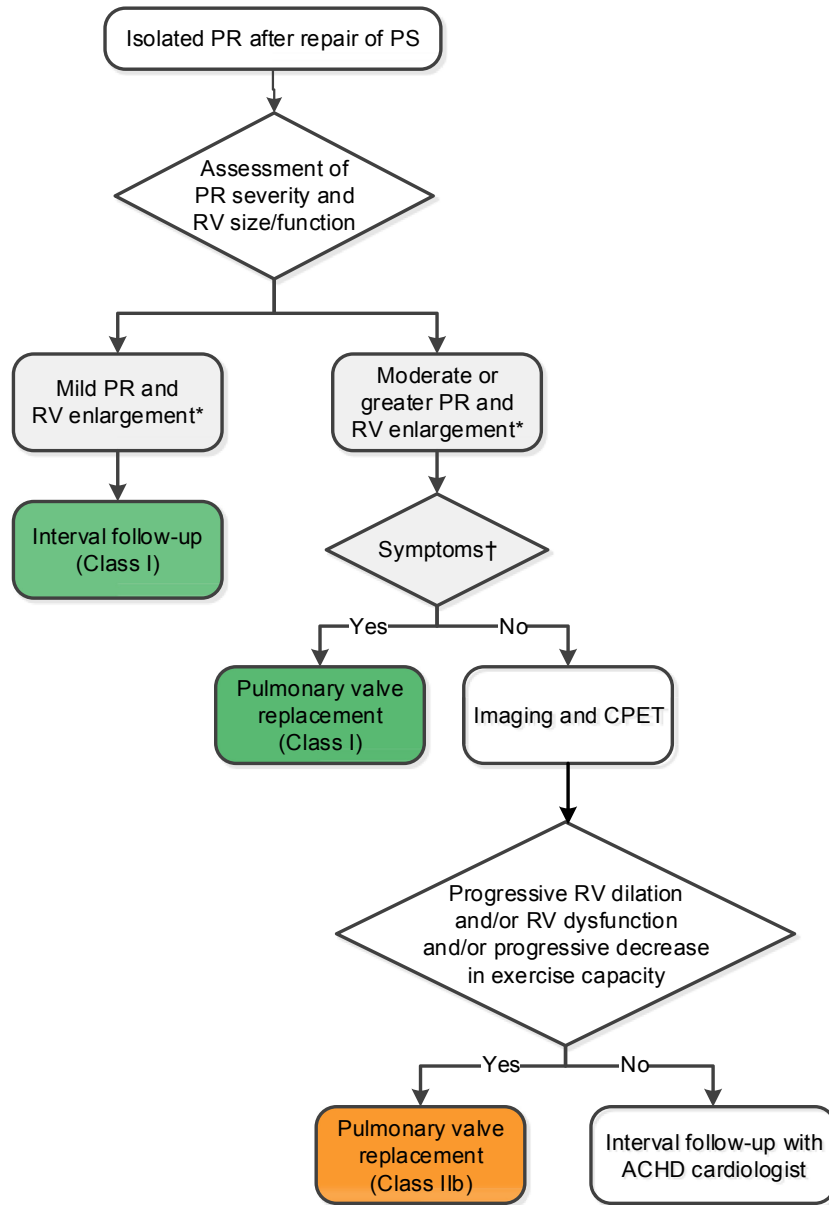 Isolated PR after repair of PS
Assessment of
PR severity and
RV size/function
Mild PR and
RV enlargement*
Moderate or
greater PR and
RV enlargement*
Interval follow-up
(Class I)
Symptoms†
Yes
No
Pulmonary valve
replacement
(Class I)
Imaging and CPET
Progressive RV dilation
and/or RV dysfunction
and/or progressive decrease
in exercise capacity
Yes
No
Pulmonary valve
replacement
(Class IIb)
Interval follow-up with
ACHD cardiologist